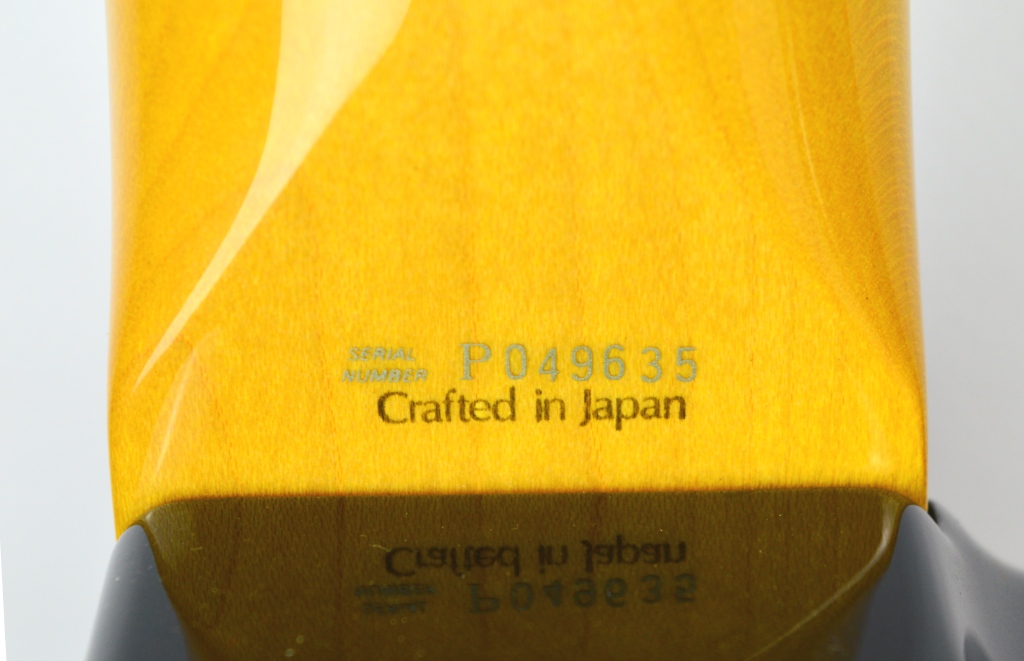 SERIAL
NUMBER P049635
Crafted in Japan